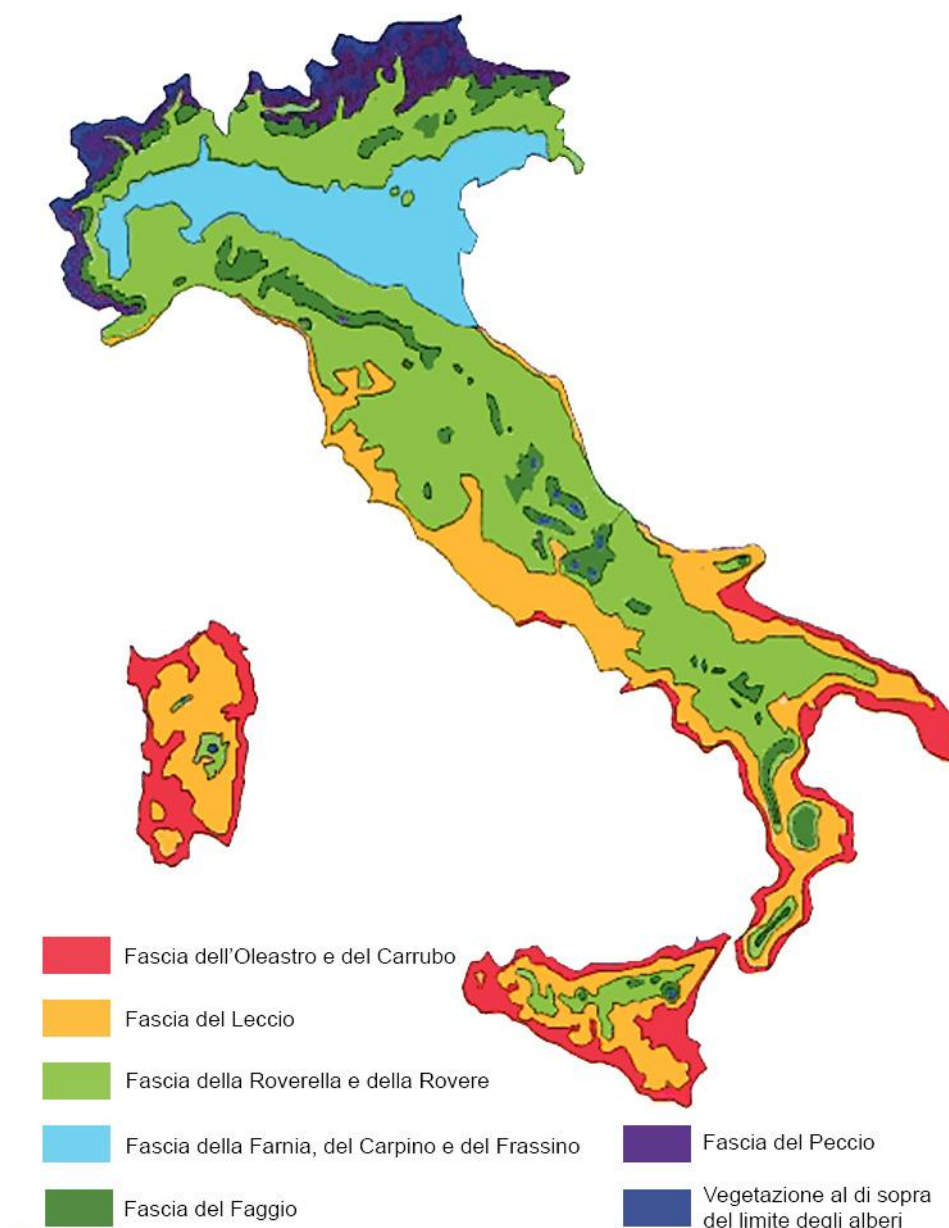 Fascia dell'Oleastro e del Carrubo
Fascia del Leccio
Fascia della Roverella e della Rovere
Fascia della Farnia, del Carpino e del Frassino
Fascia del Faggio
Fascia del Peccio
Vegetazione al di sopra
del limite degli alberi